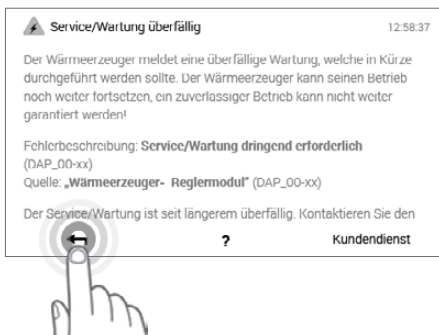 Service/Wartung überfällig 12:58:37
Der Wärmeerzeuger meldet eine überfällige Wartung, welche in Kürze
durchgeführt werden sollte. Der Wärmeerzeuger kann seinen Betrieb
noch weiter fortsetzen, ein zuverlässiger Betrieb kann nicht weiter
garantiert werden!
Fehlerbeschreibung: Service/Wartung dringend erforderlich
(DAP_00-xx)
Quelle: „Wärmeerzeuger- Reglermodul" (DAP_00-xx)
Der Service/Wartung ist seit längerem überfällig. Kontaktieren Sie den
? Kundendienst